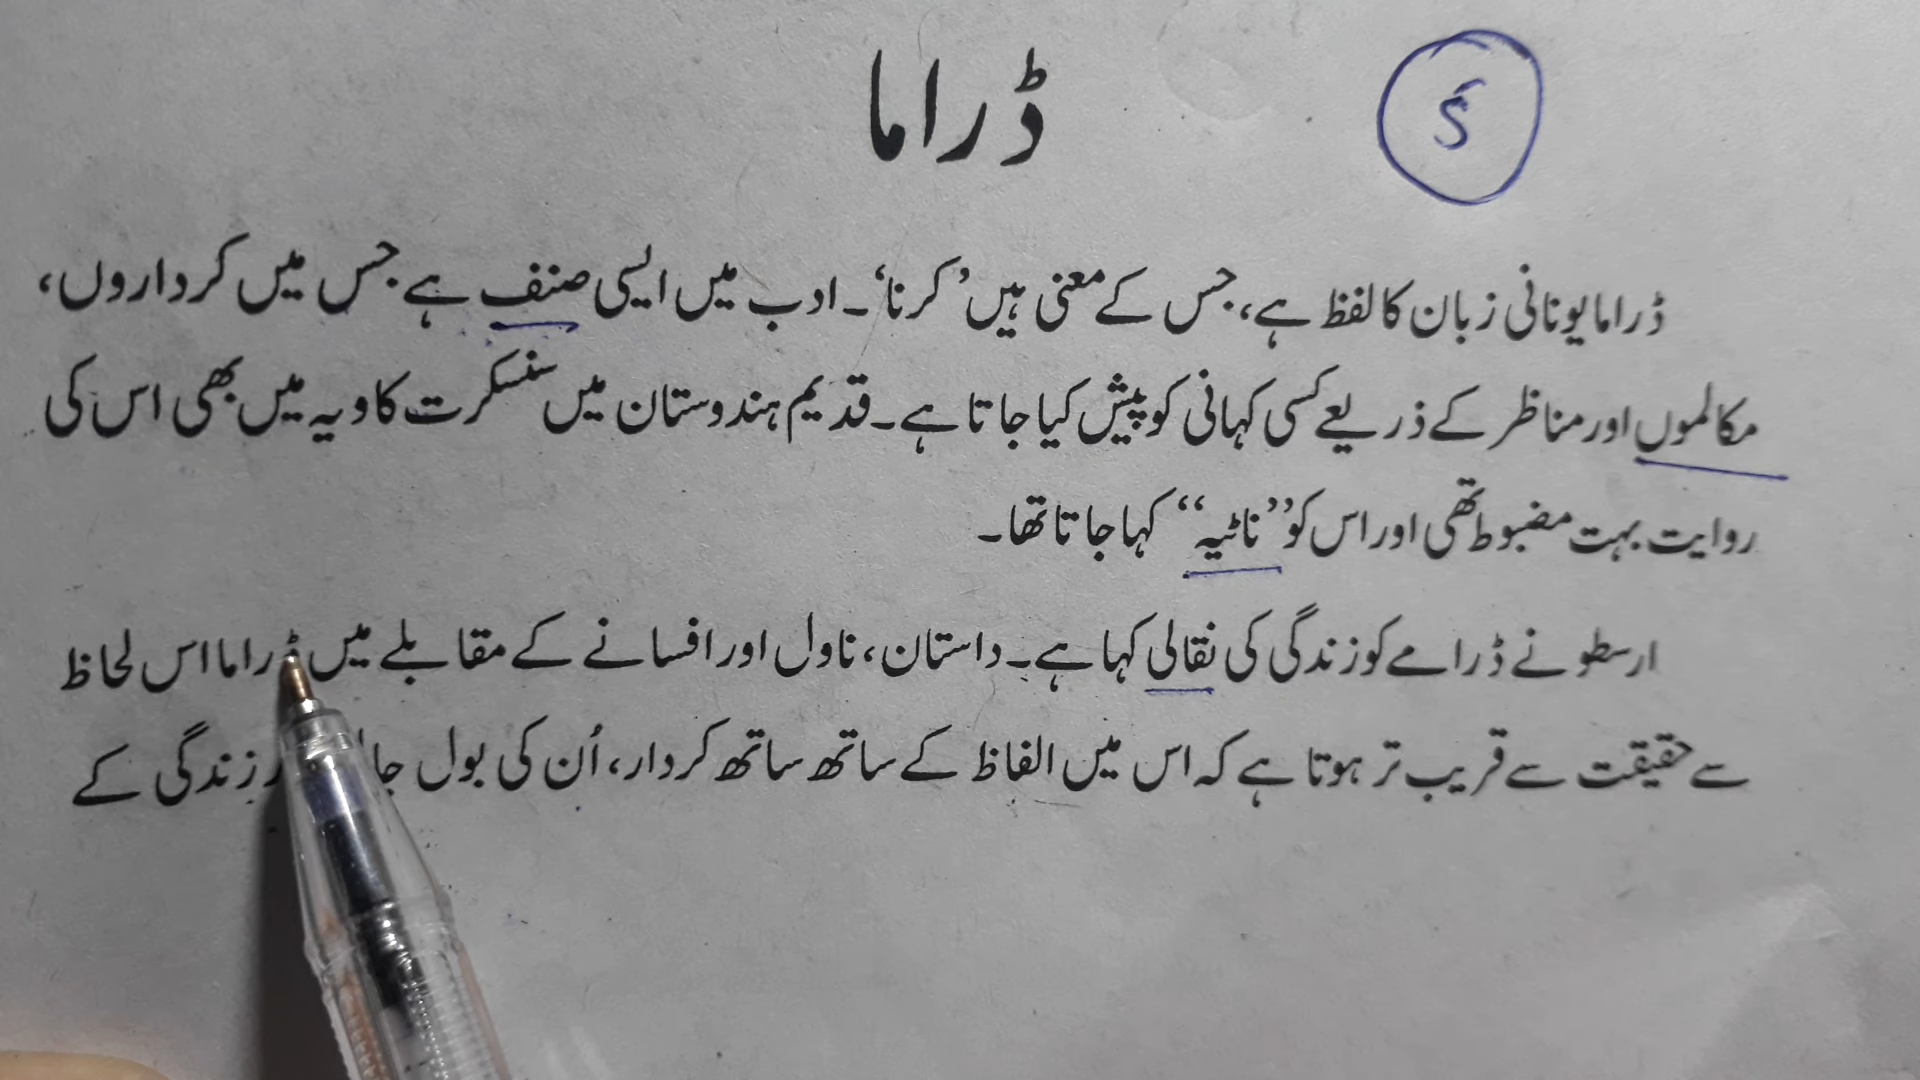 ڈراما
ڈراما یونانی زبان کا لفظ ہے، جس کے معنی ہیں ’کرنا‘۔ ادب میں ایسی صنف ہے جس میں کرداروں،
مکالموں اور مناظر کے ذریعے کسی کہانی کو پیش کیا جاتا ہے۔ قدیم ہندوستان میں سنسکرت کاویہ میں بھی اس کی
روایت بہت مضبوط تھی اور اس کو ’’ناٹیہ‘‘ کہا جاتا تھا۔
ارسطو نے ڈرامے کو زندگی کی نقالی کہا ہے۔ داستان، ناول اور افسانے کے مقابلے میں ڈراما اس لحاظ
سے حقیقت سے قریب تر ہوتا ہے کہ اس میں الفاظ کے ساتھ ساتھ کردار، اُن کی بول زندگی کے